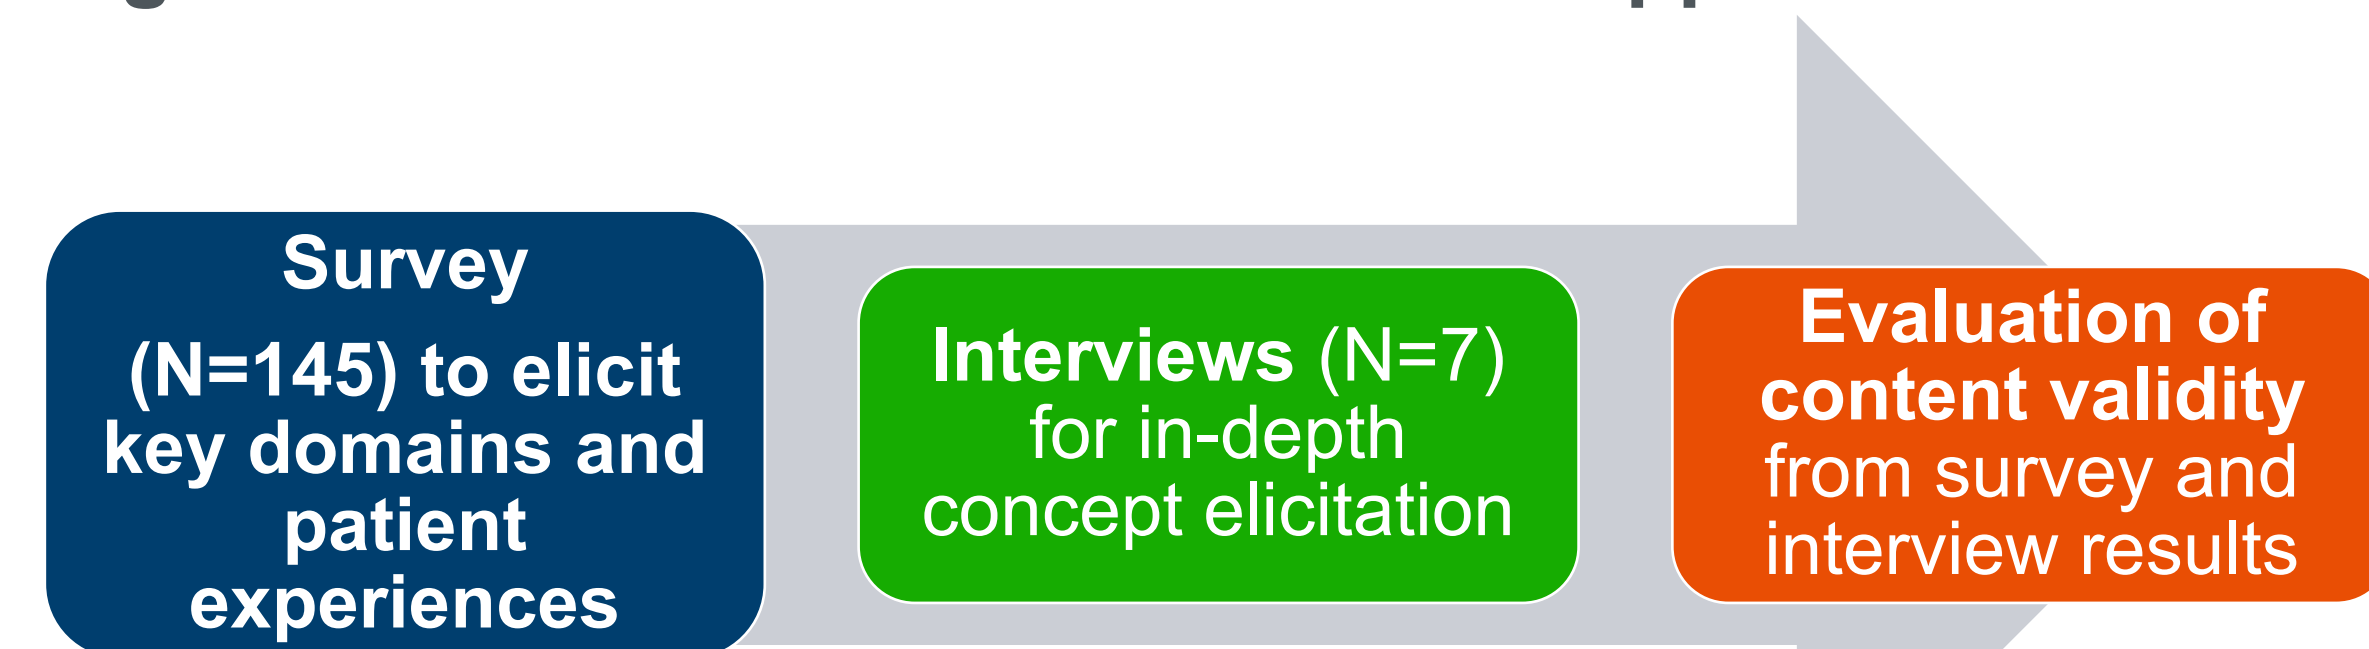 Survey
(N=145) to elicit
key domains and
patient
experiences
Interviews (N=7)
for in-depth
concept elicitation
Evaluation of
content validity
from survey and
interview results